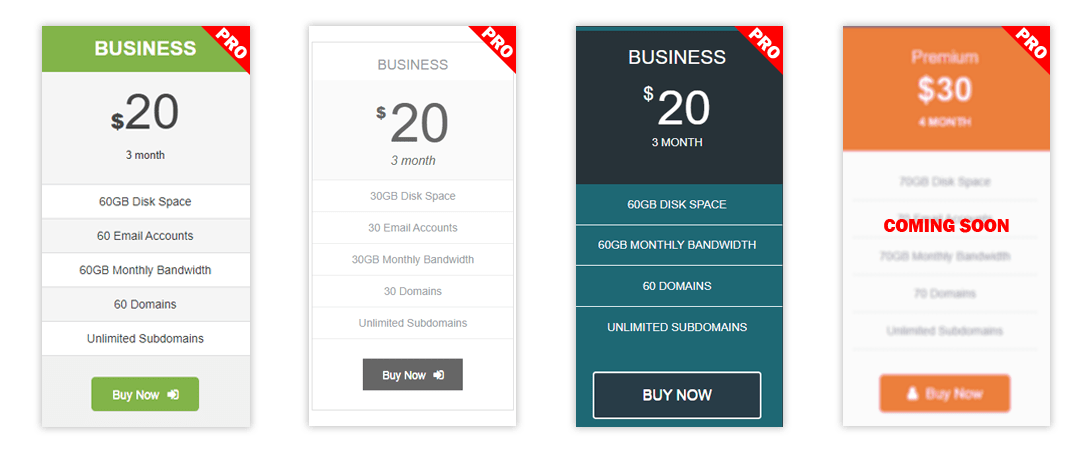 BUSINESS
PRO
$20
3 month
60GB Disk Space
60 Email Accounts
60GB Monthly Bandwidth
60 Domains
Unlimited Subdomains
Buy Now
BUSINESS
PRO
$20
3 month
30GB Disk Space
30 Email Accounts
30GB Monthly Bandwidth
30 Domains
Unlimited Subdomains
Buy Now
BUSINESS
PRO
$20
3 MONTH
60GB DISK SPACE
60GB MONTHLY BANDWIDTH
60 DOMAINS
UNLIMITED SUBDOMAINS
BUY NOW
Premium
PRO
$30
4 MONTH
70GB Disk Space
Email Accounts
COMING SOON
70GB Monthly Bandwidth
70 Domains
Unlimited Subdomains
Buy Now